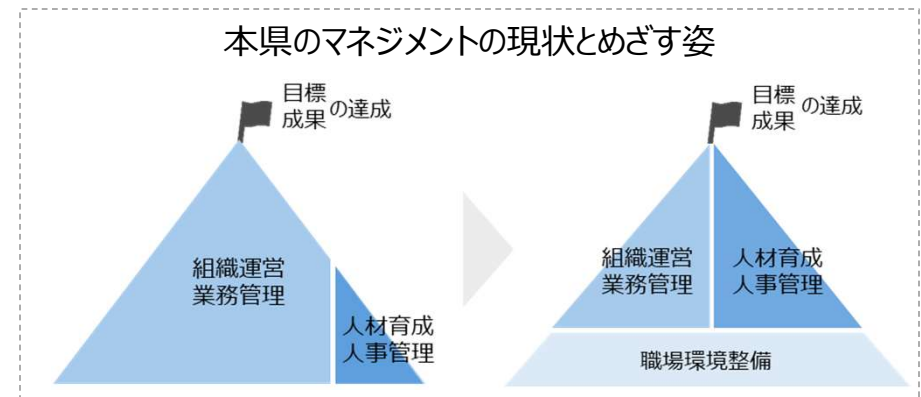 本県のマネジメントの現状とめざす姿
目標
成果
の達成
組織運営
業務管理
人材育成
人事管理
目標
成果
の達成
組織運営
業務管理
人材育成
人事管理
職場環境整備